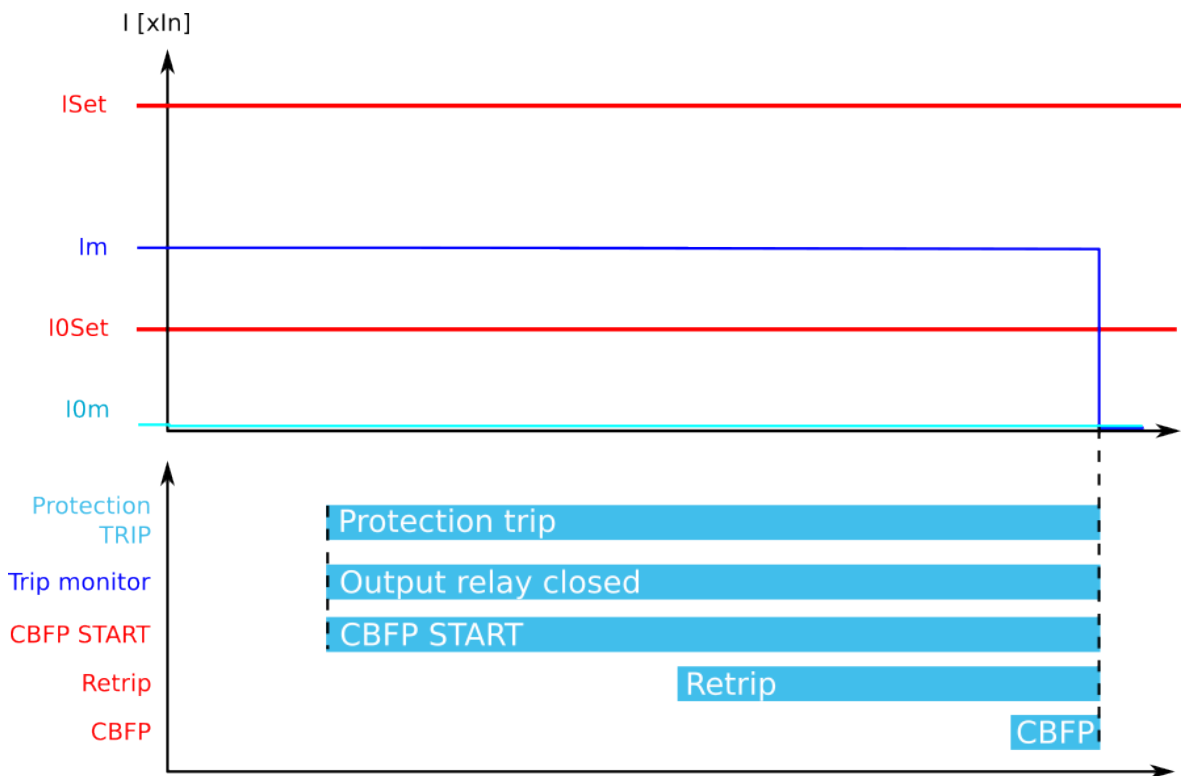 I [xIn]
ISet
Im
I0Set
I0m
Protection
TRIP
Protection trip
Trip monitor
Output relay closed
CBFP START
CBFP START
Retrip
Retrip
CBFP
CBFP